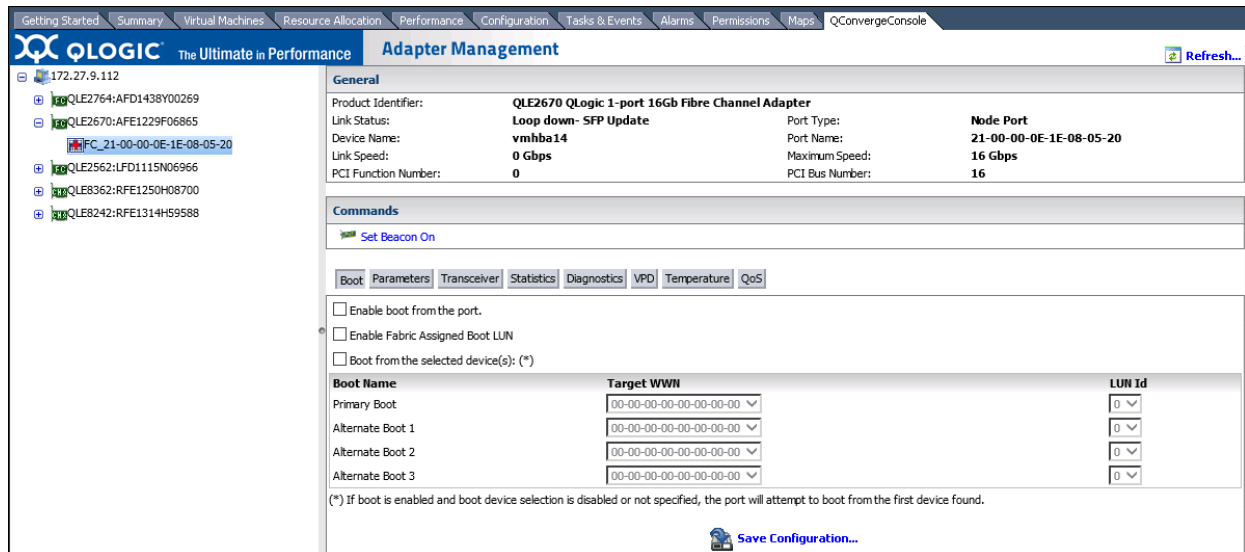 Getting Started Summary Virtual Machines Resource Allocation Performance Configuration Tasks & Events Alarms Permissions Maps QConvergeConsole
QLOGIC The Ultimate in Performance Adapter Management
Refresh...
172.27.9.112
QLE2764:AFD1438Y00269
QLE2670:AFE1229F06865
FC_21-00-00-0E-1E-08-05-20
QLE2562:LFD1115N06966
QLE8362:RFE1250H08700
QLE8242:RFE1314H59588
General
Product Identifier: QLE2670 QLogic 1-port 16Gb Fibre Channel Adapter
Link Status: Loop down- SFP Update Port Type: Node Port
Device Name: vmhba14 Port Name: 21-00-00-0E-1E-08-05-20
Link Speed: 0 Gbps Maximum Speed: 16 Gbps
PCI Function Number: 0 PCI Bus Number: 16
Commands
Set Beacon On
Boot Parameters Transceiver Statistics Diagnostics VPD Temperature QoS
Enable boot from the port.
Enable Fabric Assigned Boot LUN
Boot from the selected device(s): (*)
Boot Name Target WWN LUN Id
Primary Boot 00-00-00-00-00-00-00-00 0
Alternate Boot 1 00-00-00-00-00-00-00-00 0
Alternate Boot 2 00-00-00-00-00-00-00-00 0
Alternate Boot 3 00-00-00-00-00-00-00-00 0
(*) If boot is enabled and boot device selection is disabled or not specified, the port will attempt to boot from the first device found.
Save Configuration...